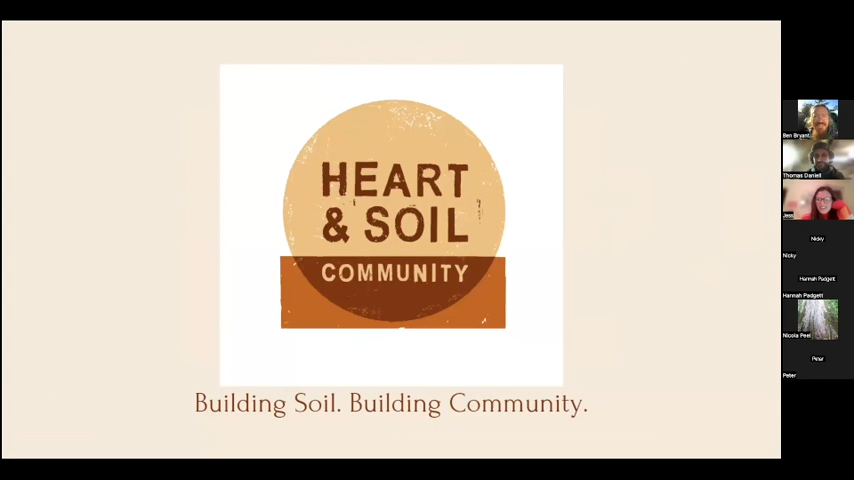 HEART
& SOIL
COMMUNITY
Building Soil. Building Community.
Ben Bryant
Thomas Daniell
Jess
Nicky
Nicky
Hannah Padgett
Hannah Padgett
Nicola Peel
Peter
Peter